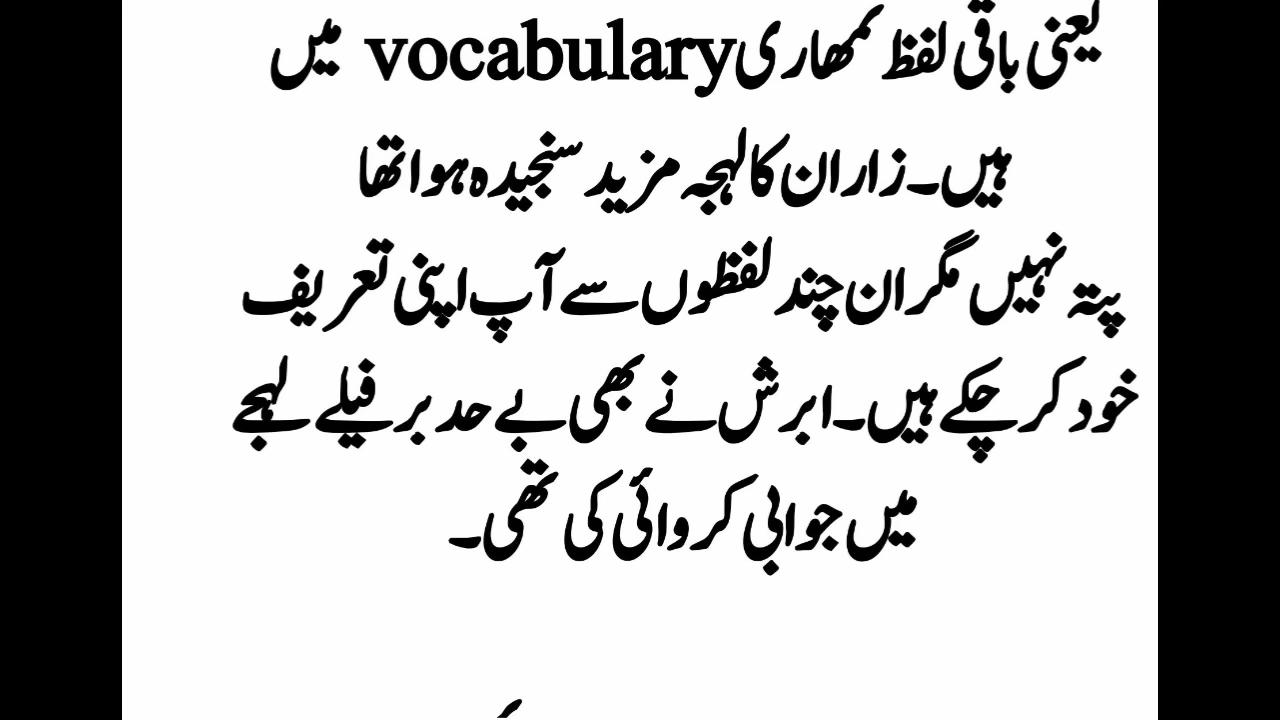 یعنی باقی لفظ تمھاری vocabulary میں
ہیں۔زاران کا لہجہ مزید سنجیدہ ہوا تھا
پتہ نہیں مگر ان چند لفظوں سے آپ اپنی تعریف
خود کر چکے ہیں۔ابرش نے بھی بے حد برفیلے لہجے
میں جوابی کروائی کی تھی۔